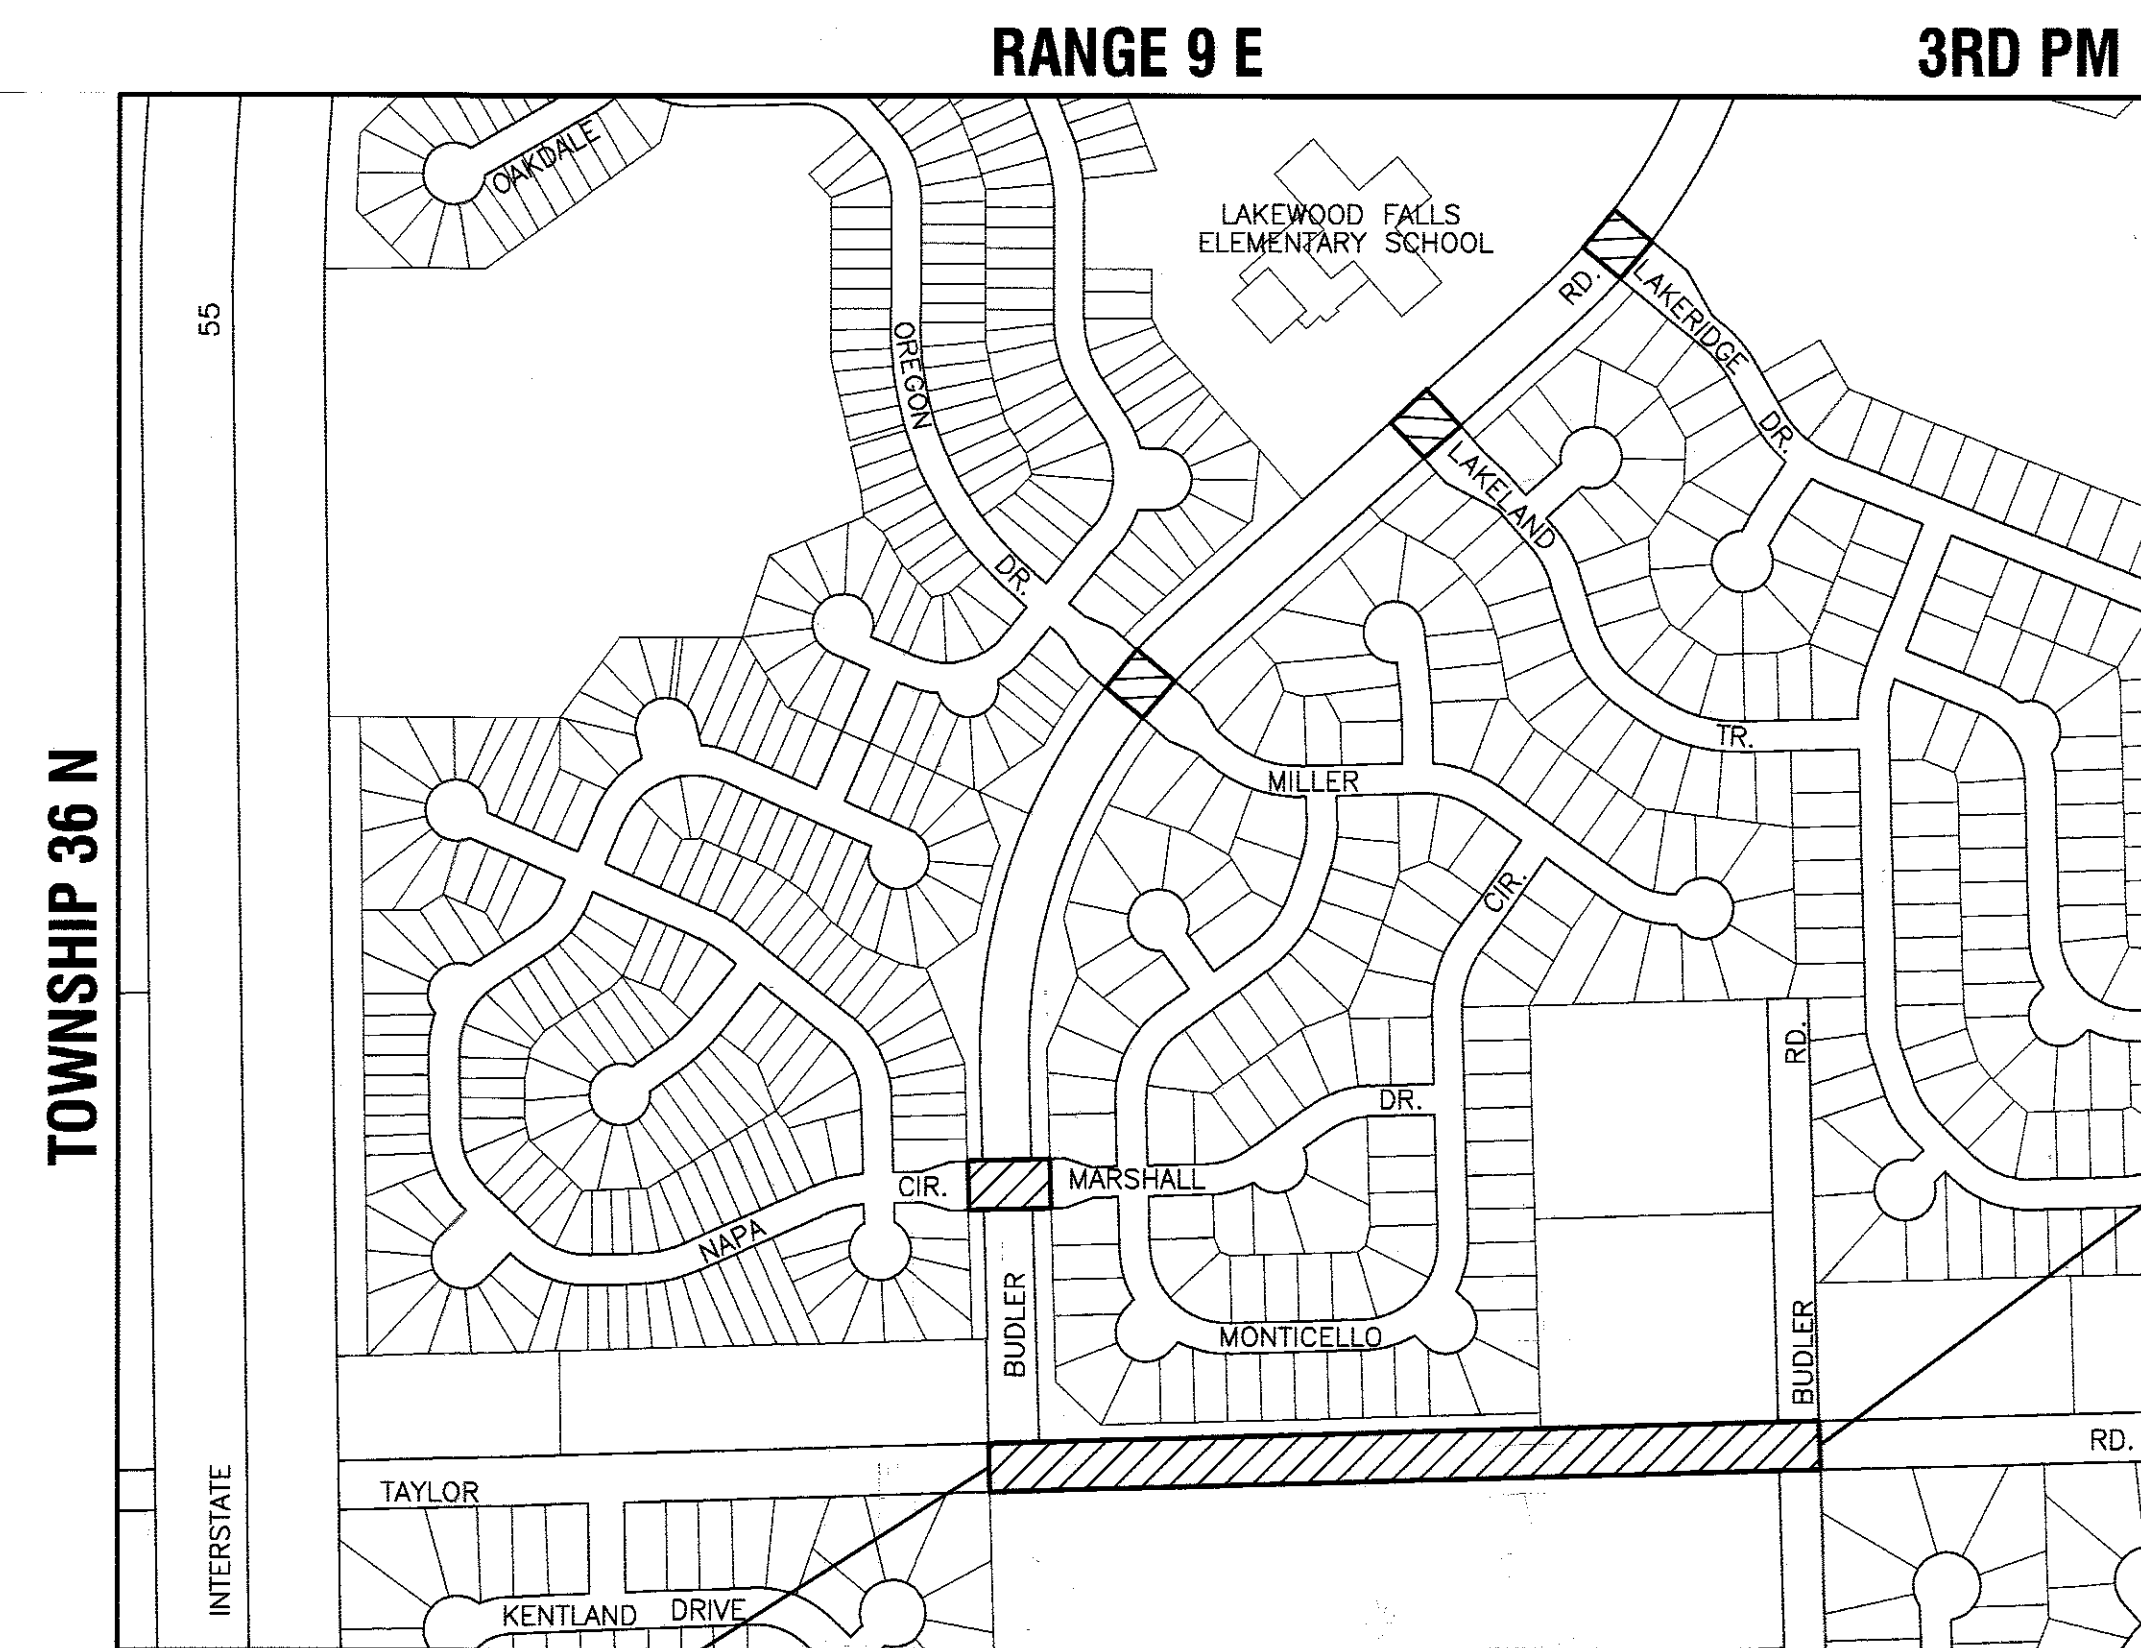 RANGE 9 E
3RD PM
TOWNSHIP 36 N
OAKDALE
LAKEWOOD FALLS
ELEMENTARY SCHOOL
RD.
LAKERIDGE
DR.
55
OREGON
DR.
LAKELAND
TR.
MILLER
CIR.
RD.
DR.
CIR.
MARSHALL
NAPA
BUDLER
MONTICELLO
BUDLER
RD.
TAYLOR
INTERSTATE
KENTLAND DRIVE